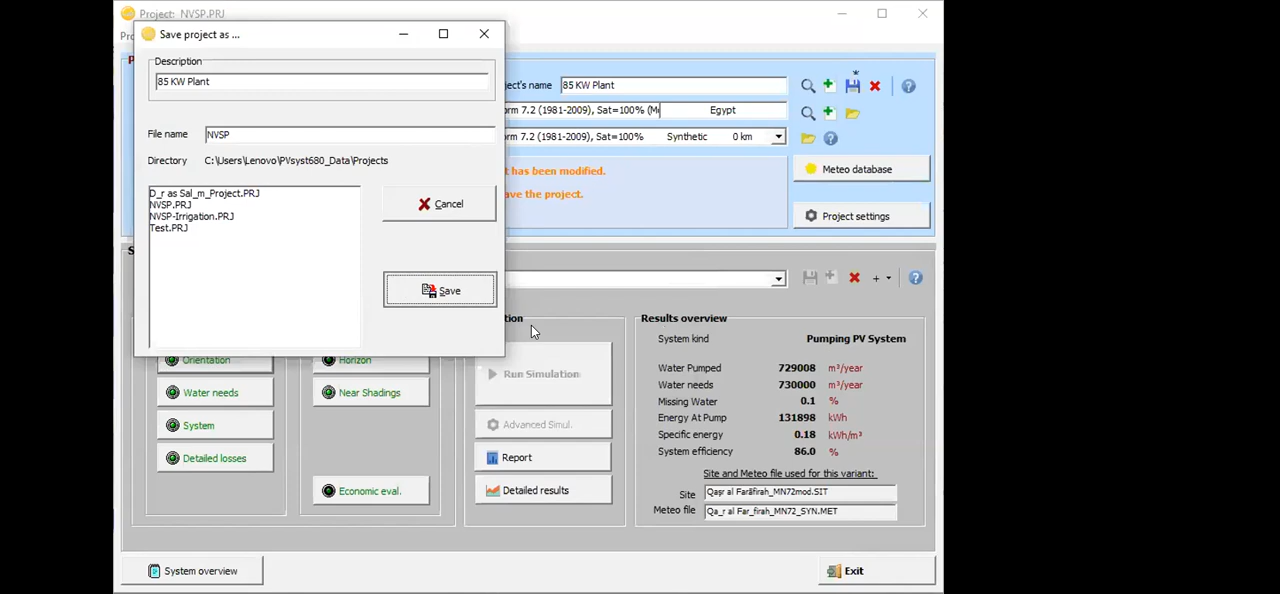 Project: NVSP.PRJ
Save project as ...
Description
85 KW Plant
File name
NVSP
Directory C:\Users\Lenovo\PVsyst680_Data\Projects
D_r as Sal_m_Project.PRJ
NVSP.PRJ
NVSP-Irrigation.PRJ
Test.PRJ
Cancel
Save
ject's name 85 KW Plant
orm 7.2 (1981-2009), Sat=100% (M Egypt
orm 7.2 (1981-2009), Sat=100% Synthetic 0 km
t has been modified.
ave the project.
Meteo database
Project settings
Orientation
Water needs
System
Detailed losses
Horizon
Near Shadings
Economic eval.
tion
Run Simulation
Advanced Simul.
Report
Detailed results
Results overview
System kind Pumping PV System
Water Pumped 729008 m³/year
Water needs 730000 m³/year
Missing Water 0.1 %
Energy At Pump 131898 kWh
Specific energy 0.18 kWh/m³
System efficiency 86.0 %
Site and Meteo file used for this variant:
Site Qaşr al Farāfirah_MN72mod.SIT
Meteo file Qa_r al Far_firah_MN72_SYN.MET
System overview
Exit